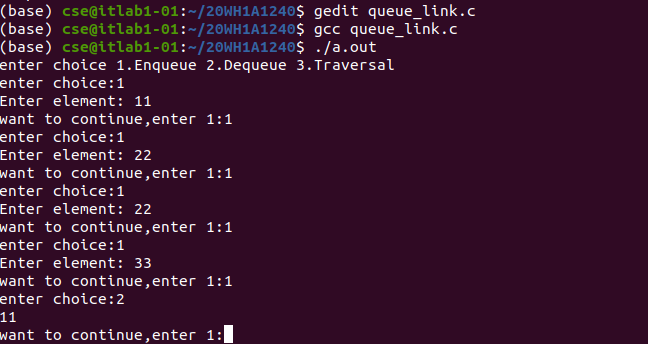 (base) cse@itlab1-01:~/20WH1A1240$ gedit queue_link.c
(base) cse@itlab1-01:~/20WH1A1240$ gcc queue_link.c
(base) cse@itlab1-01:~/20WH1A1240$ ./a.out
enter choice 1.Enqueue 2.Dequeue 3.Traversal
enter choice:1
Enter element: 11
want to continue,enter 1:1
enter choice:1
Enter element: 22
want to continue,enter 1:1
enter choice:1
Enter element: 22
want to continue,enter 1:1
enter choice:1
Enter element: 33
want to continue,enter 1:1
enter choice:2
11
want to continue,enter 1: